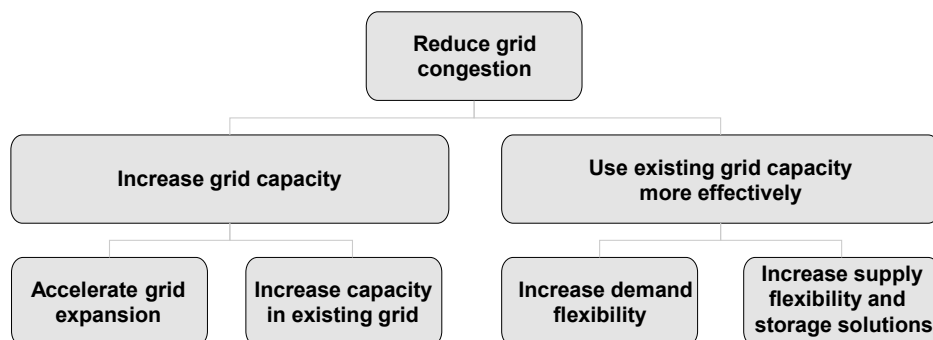 Reduce grid
congestion
Increase grid capacity
Use existing grid capacity
more effectively
Accelerate grid
expansion
Increase capacity
in existing grid
Increase demand
flexibility
Increase supply
flexibility and
storage solutions